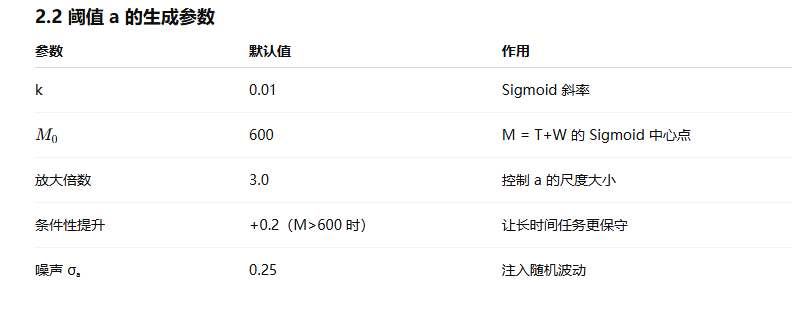 2.2 阈值 a 的生成参数
参数 默认值 作用
k 0.01 Sigmoid 斜率
M₀ 600 M = T+W 的 Sigmoid 中心点
放大倍数 3.0 控制 a 的尺度大小
条件性提升 +0.2（M>600 时） 让长时间任务更保守
噪声 σₐ 0.25 注入随机波动